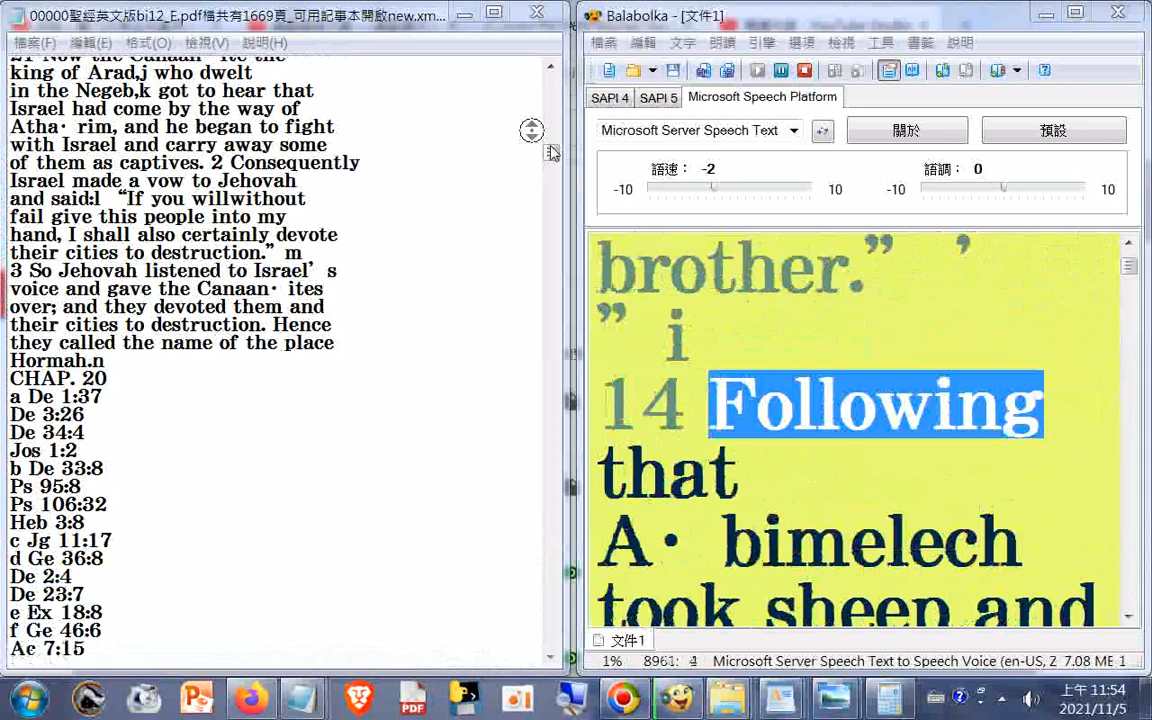 00000聖經英文版bi12_E.pdf檔共有1669頁_可用記事本開啟new.xm...
檔案(F) 編輯(E) 格式(O) 檢視(V) 說明(H)
21 Now the Canaan· ite the
king of Arad,j who dwelt
in the Negeb,k got to hear that
Israel had come by the way of
Atha· rim, and he began to fight
with Israel and carry away some
of them as captives. 2 Consequently
Israel made a vow to Jehovah
and said:l “If you willwithout
fail give this people into my
hand, I shall also certainly devote
their cities to destruction.” m
3 So Jehovah listened to Israel’ s
voice and gave the Canaan· ites
over; and they devoted them and
their cities to destruction. Hence
they called the name of the place
Hormah.n
CHAP. 20
a De 1:37
De 3:26
De 34:4
Jos 1:2
b De 33:8
Ps 95:8
Ps 106:32
Heb 3:8
c Jg 11:17
d Ge 36:8
De 2:4
De 23:7
e Ex 18:8
f Ge 46:6
Ac 7:15
Balabolka - [文件1]
檔案 編輯 文字 朗讀 引擎 選項 檢視 工具 書籤 說明
SAPI 4 SAPI 5 Microsoft Speech Platform
Microsoft Server Speech Text 關於 預設
語速： -2 語調： 0
-10 10 -10 10
brother.” ’
” i
14 Following
that
A· bimelech
took sheep and
文件1
1% 8961: 4 Microsoft Server Speech Text to Speech Voice (en-US, Z 7.08 ME 1
上午 11:54
2021/11/5